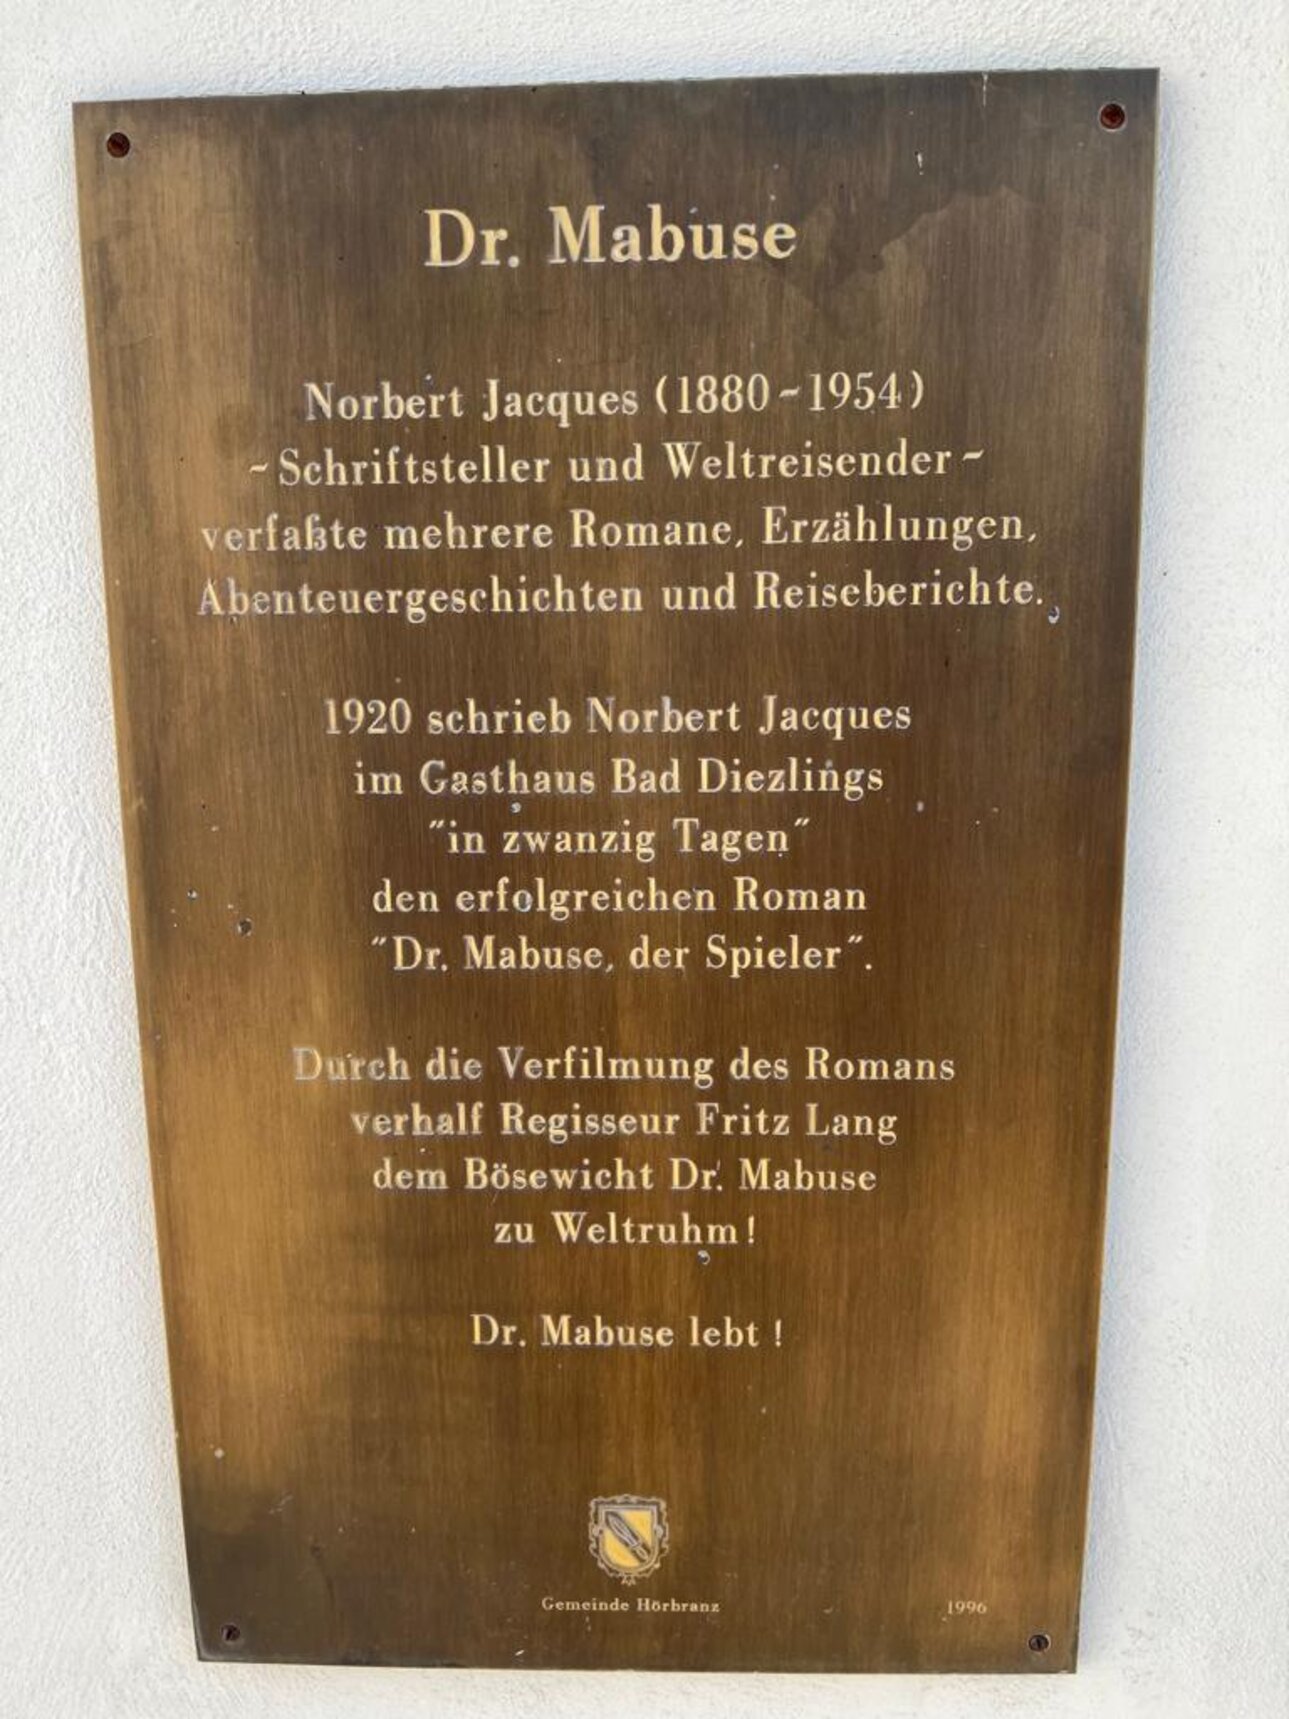 Dr. Mabuse
Norbert Jacques (1880-1954)
-Schriftsteller und Weltreisender-
verfaßte mehrere Romane, Erzählungen,
Abenteuergeschichten und Reiseberichte.
1920 schrieb Norbert Jacques
im Gasthaus Bad Diezlings
"in zwanzig Tagen"
den erfolgreichen Roman
"Dr. Mabuse, der Spieler".
Durch die Verfilmung des Romans
verhalf Regisseur Fritz Lang
dem Bösewicht Dr. Mabuse
zu Weltruhm!
Dr. Mabuse lebt !
Gemeinde Hörbranz
1996